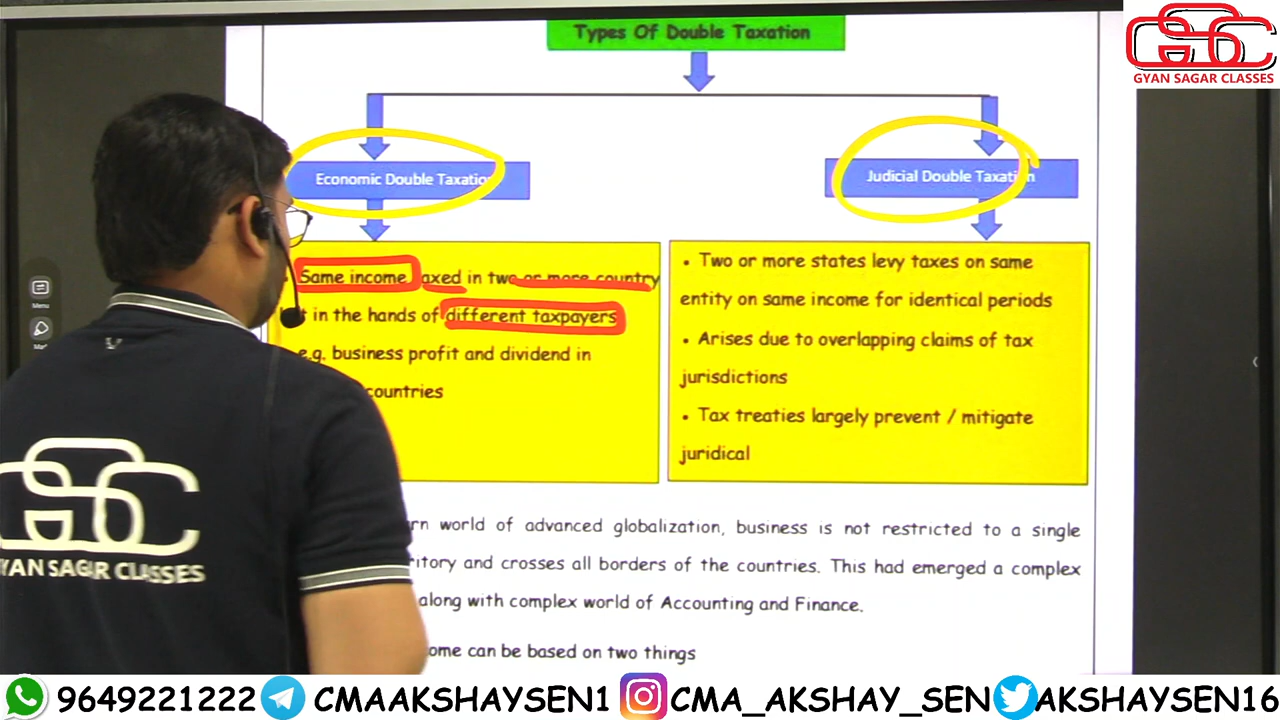 Types Of Double Taxation
GSC
GYAN SAGAR CLASSES
Economic Double Taxation
Judicial Double Taxation
Same income taxed in two or more country
in the hands of different taxpayers
e.g. business profit and dividend in
countries
• Two or more states levy taxes on same
entity on same income for identical periods
• Arises due to overlapping claims of tax
jurisdictions
• Tax treaties largely prevent / mitigate
juridical
world of advanced globalization, business is not restricted to a single
and crosses all borders of the countries. This had emerged a complex
along with complex world of Accounting and Finance.
can be based on two things
Menu
GSC
GYAN SAGAR CLASSES
9649221222 CMAAKSHAYSEN1 CMA_AKSHAY_SEN AKSHAYSEN16